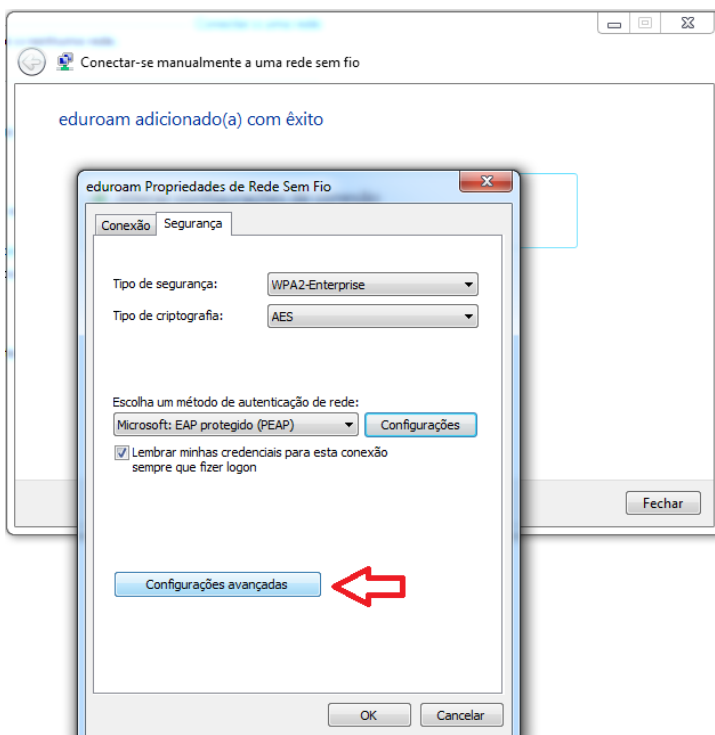 Conectar-se manualmente a uma rede sem fio
eduroam adicionado(a) com êxito
eduroam Propriedades de Rede Sem Fio
Conexão
Segurança
Tipo de segurança:
WPA2-Enterprise
Tipo de criptografia:
AES
Escolha um método de autenticação de rede:
Microsoft: EAP protegido (PEAP)
Configurações
Lembrar minhas credenciais para esta conexão
sempre que fizer logon
Fechar
Configurações avançadas
OK
Cancelar